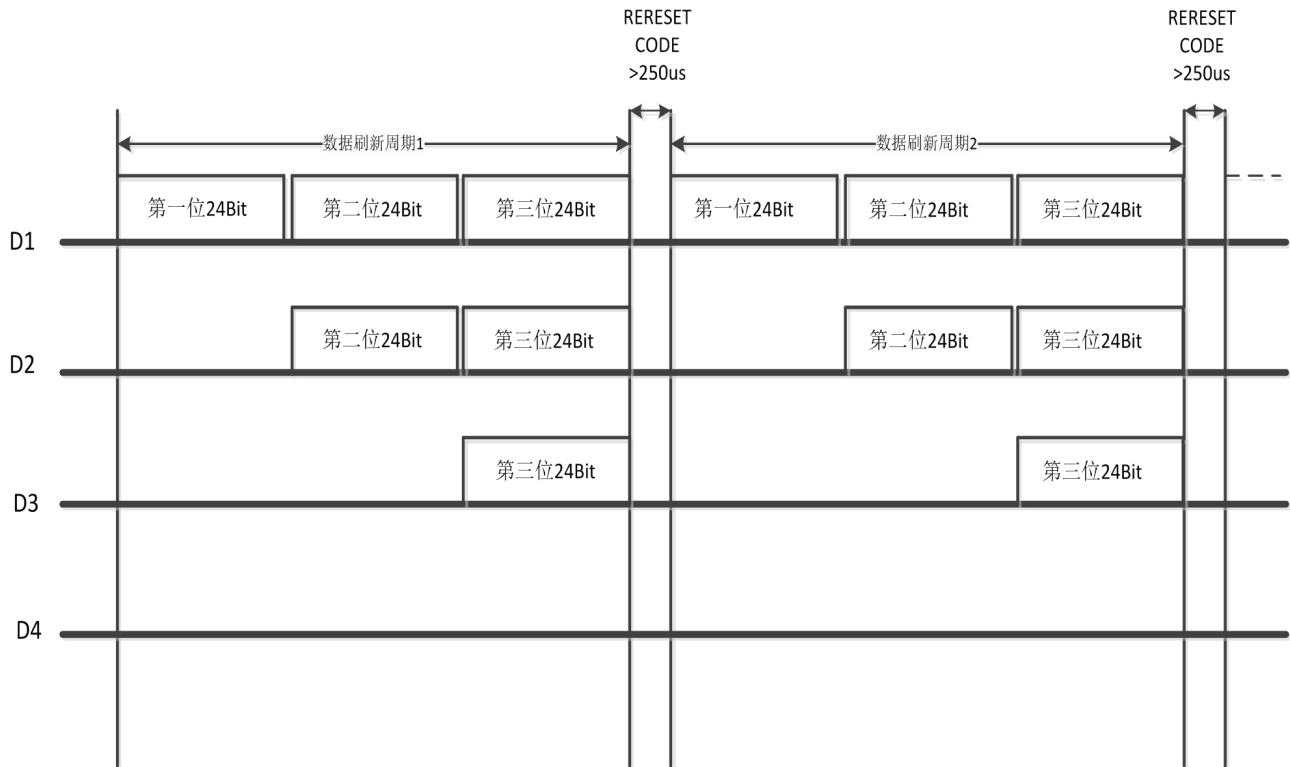 RERESET
CODE
>250us
RERESET
CODE
>250us
数据刷新周期1
数据刷新周期2
第一位24Bit
第二位24Bit
第三位24Bit
第一位24Bit
第二位24Bit
第三位24Bit
D1
第二位24Bit
第三位24Bit
第二位24Bit
第三位24Bit
D2
第三位24Bit
第三位24Bit
D3
D4